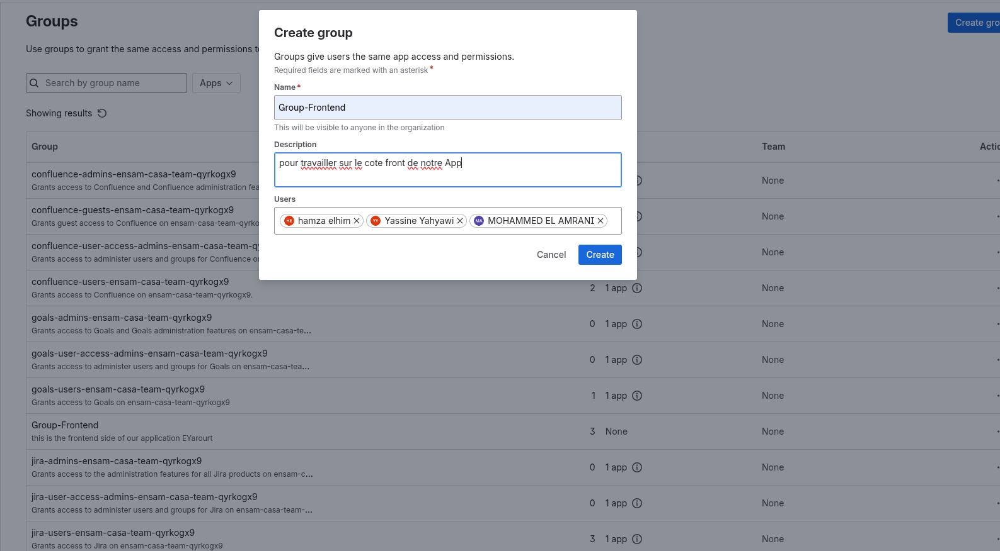 Groups
Create gro
Use groups to grant the same access and permissions t
Search by group name
Apps
Showing results
Group
Team
Actio
confluence-admins-ensam-casa-team-qyrkogx9
Grants access to Confluence and Confluence administration fea
None
confluence-guests-ensam-casa-team-qyrkogx9
Grants guest access to Confluence on ensam-casa-team-qyrko
None
confluence-user-access-admins-ensam-casa-team-q
Grants access to administer users and groups for Confluence o
None
confluence-users-ensam-casa-team-qyrkogx9
Grants access to Confluence on ensam-casa-team-qyrkogx9.
2 1 app None
goals-admins-ensam-casa-team-qyrkogx9
Grants access to Goals and Goals administration features on ensam-casa-te...
0 1 app None
goals-user-access-admins-ensam-casa-team-qyrkogx9
Grants access to administer users and groups for Goals on ensam-casa-tea...
0 1 app None
goals-users-ensam-casa-team-qyrkogx9
Grants access to Goals on ensam-casa-team-qyrkogx9
1 1 app None
Group-Frontend
this is the frontend side of our application EYarourt
3 None None
jira-admins-ensam-casa-team-qyrkogx9
Grants access to the administration features for all Jira products on ensam-c...
0 1 app None
jira-user-access-admins-ensam-casa-team-qyrkogx9
Grants access to administer users and groups for Jira on ensam-casa-team-...
0 1 app None
jira-users-ensam-casa-team-qyrkogx9
Grants access to Jira on ensam-casa-team-qyrkogx9
3 1 app None
Create group
Groups give users the same app access and permissions.
Required fields are marked with an asterisk *
Name *
Group-Frontend
This will be visible to anyone in the organization
Description
pour travailler sur le cote front de notre App
Users
HE hamza elhim YY Yassine Yahyawi MA MOHAMMED EL AMRANI
Cancel Create